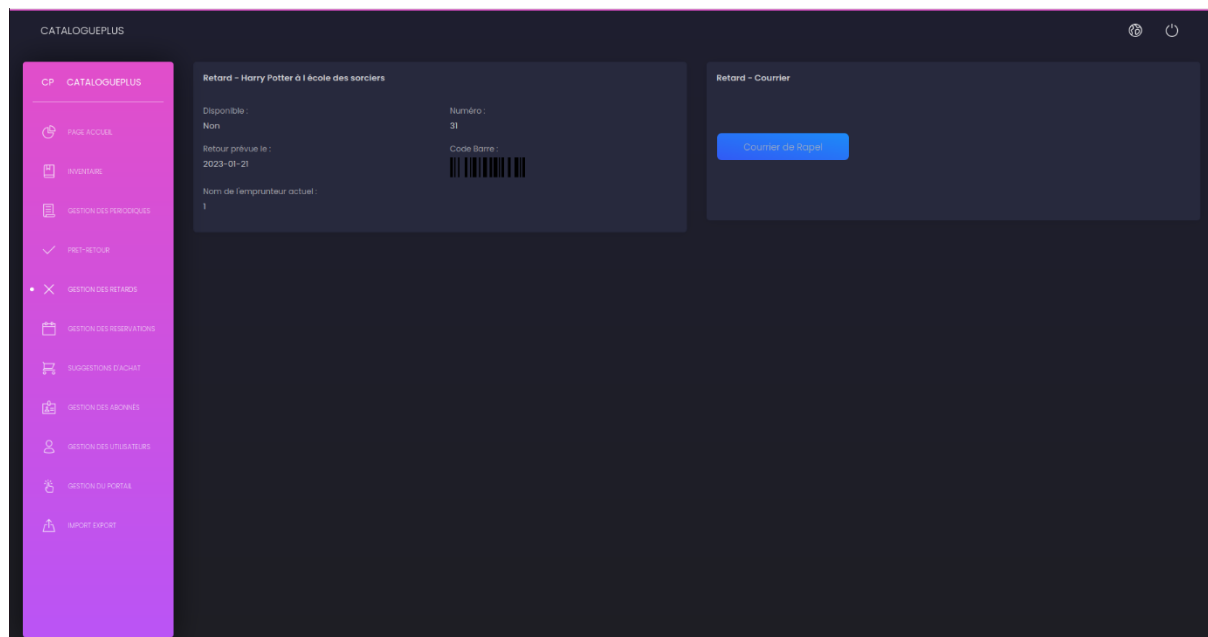 CATALOGUEPLUS
CP CATALOGUEPLUS
PAGE ACCUEIL
INVENTAIRE
GESTION DES PERIODIQUES
PRET-RETOUR
GESTION DES RETARDS
GESTION DES RESERVATIONS
SUGGESTIONS D'ACHAT
GESTION DES ABONNÉS
GESTION DES UTILISATEURS
GESTION DU PORTAIL
IMPORT EXPORT
Retard - Harry Potter à l école des sorciers
Disponible :
Non
Numéro :
31
Retour prévue le :
2023-01-21
Code Barre :
Nom de l'emprunteur actuel :
1
Retard - Courrier
Courrier de Rapel